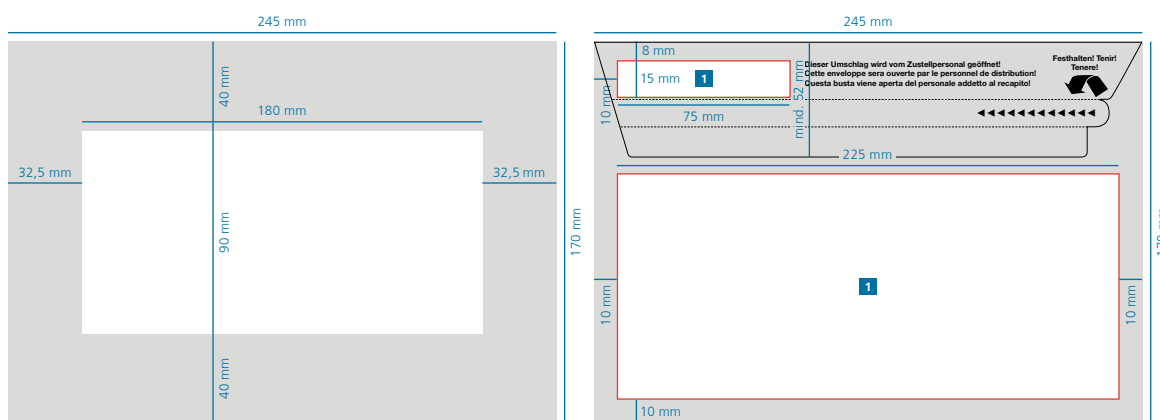 245 mm
40 mm
180 mm
32,5 mm
32,5 mm
90 mm
170 mm
40 mm
245 mm
8 mm
15 mm
1
10 mm
75 mm
mind. 52 mm
Dieser Umschlag wird vom Zustellpersonal geöffnet!
Cette enveloppe sera ouverte par le personnel de distribution!
Questa busta viene aperta del personale addetto al recapito!
Festhalten! Tenir!
Tenere!
225 mm
170 mm
1
10 mm
10 mm
10 mm